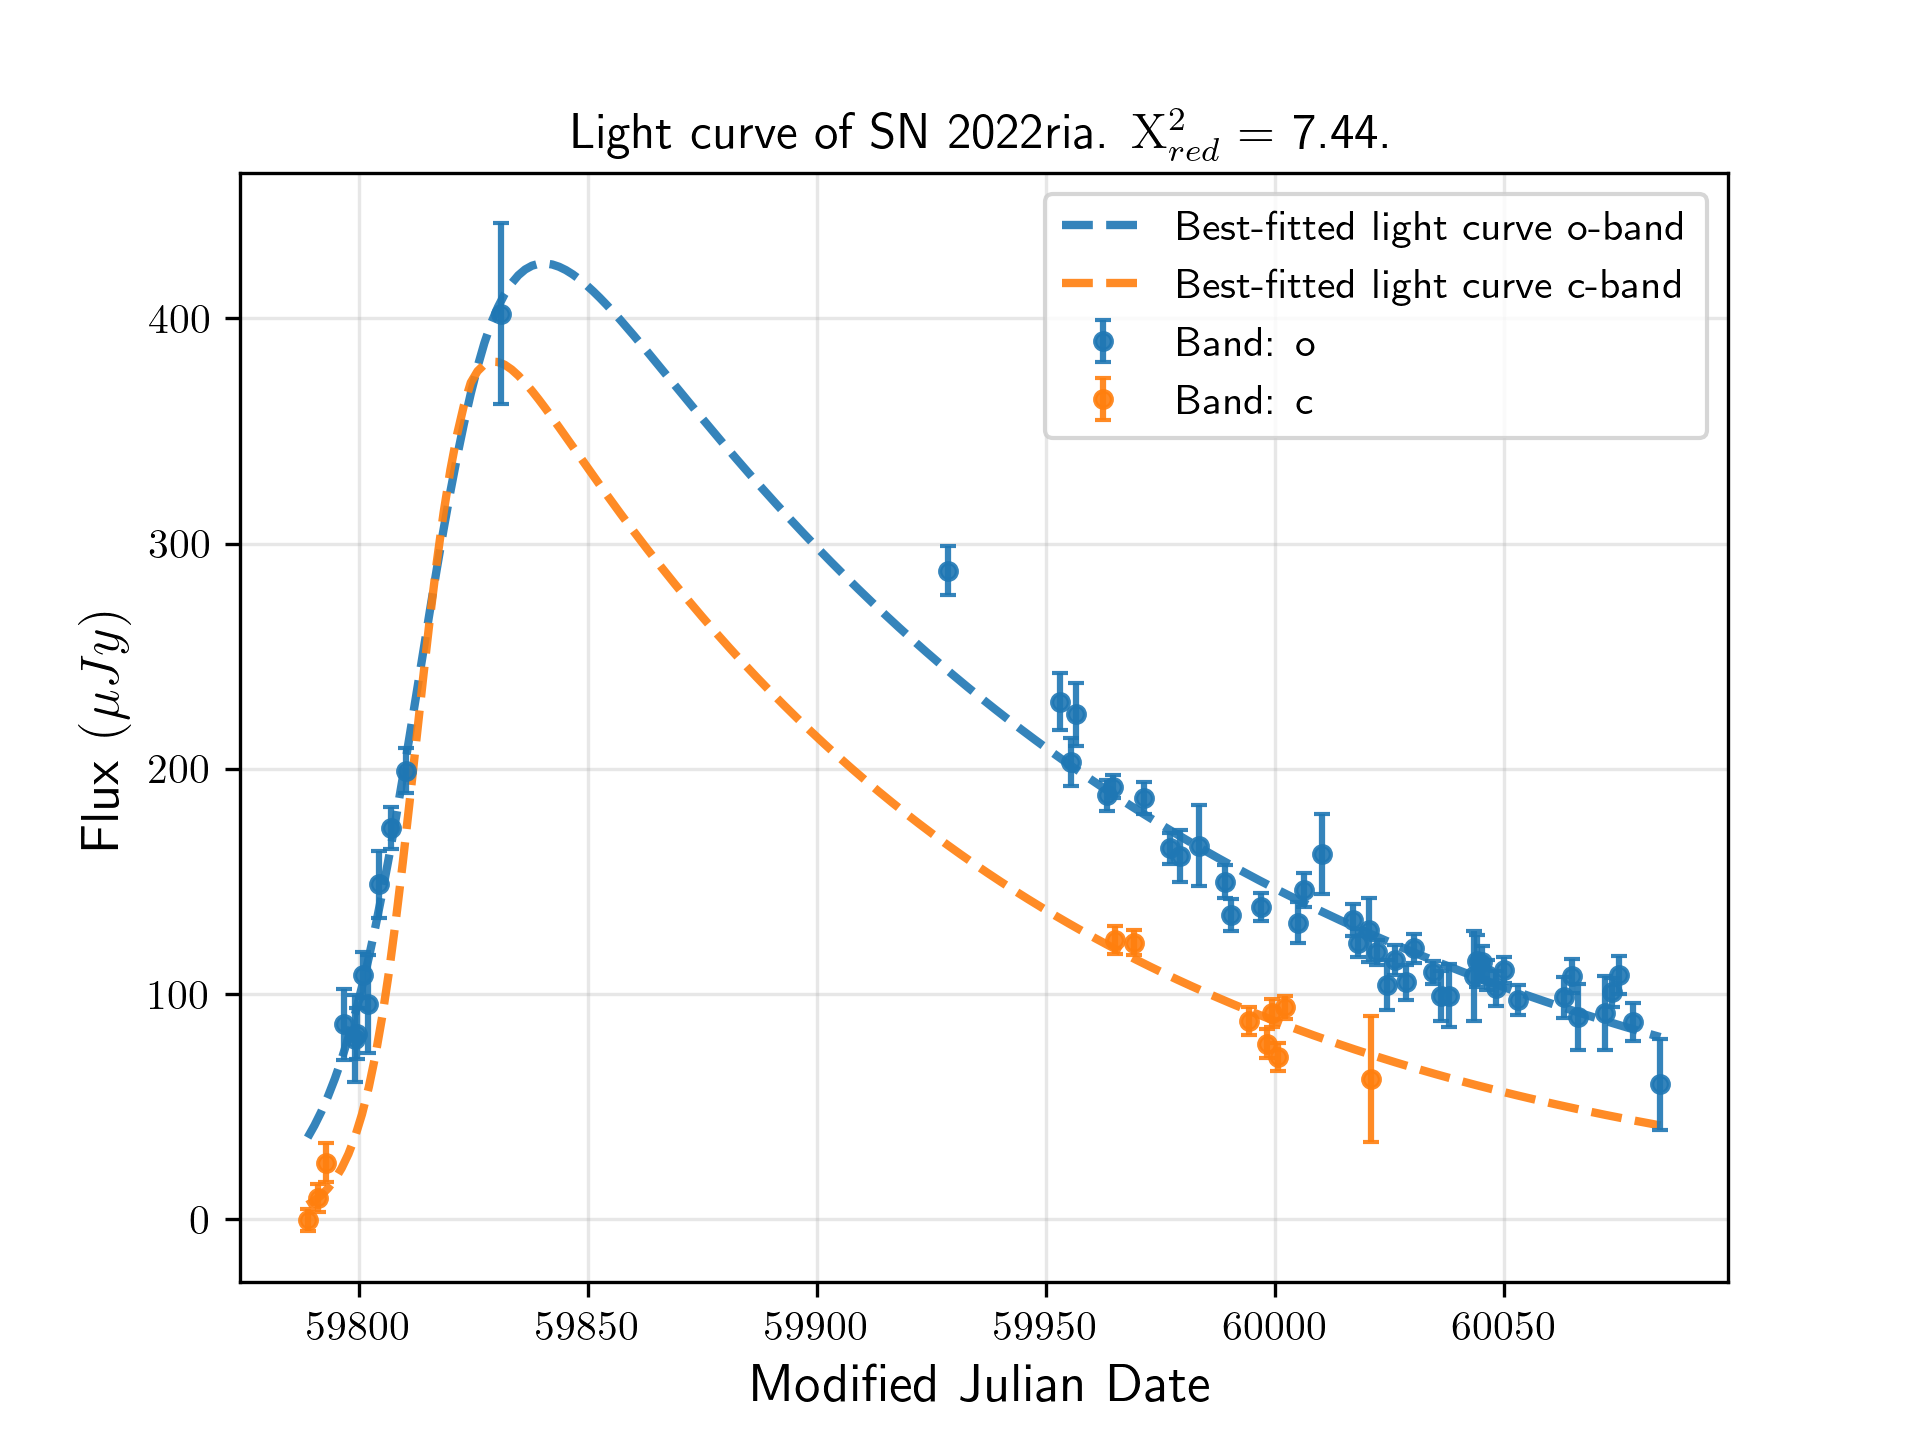 Light curve of SN 2022ria. X²_red = 7.44.
Best-fitted light curve o-band
Best-fitted light curve c-band
Band: o
Band: c
Flux (μJy)
400
300
200
100
0
59800 59850 59900 59950 60000 60050
Modified Julian Date